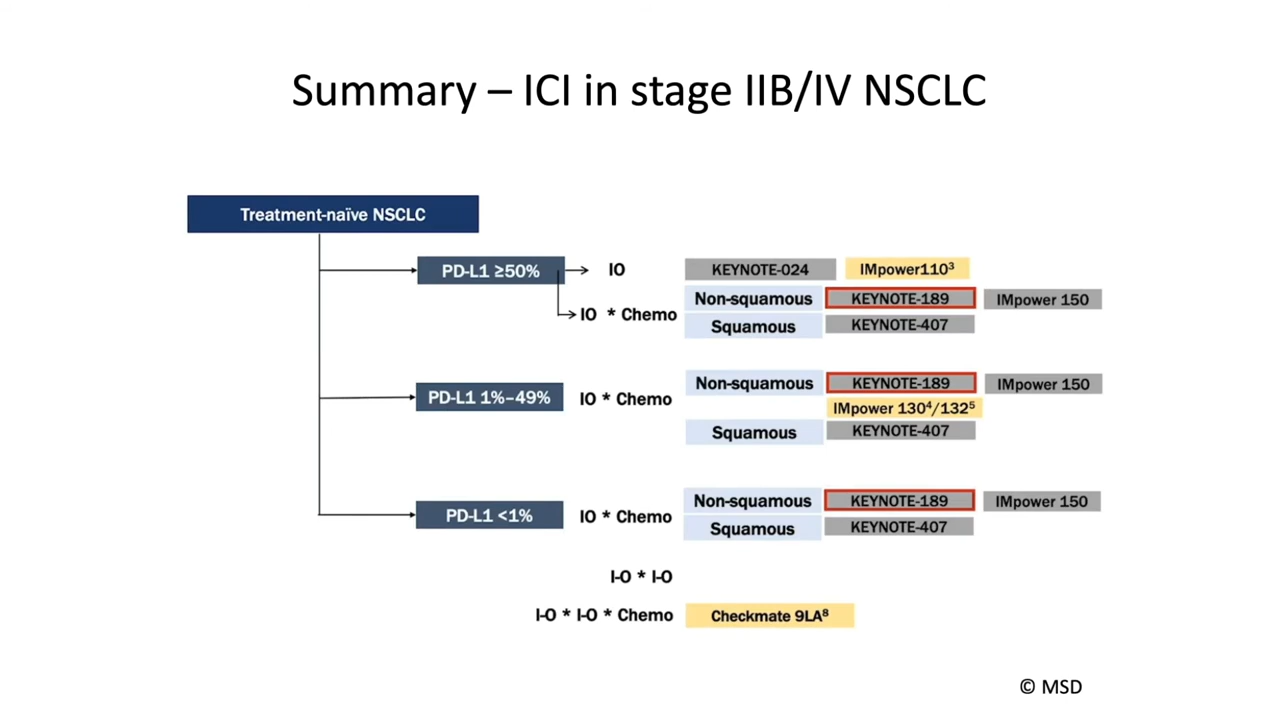 Summary – ICI in stage IIB/IV NSCLC
Treatment-naïve NSCLC
PD-L1 ≥50% IO KEYNOTE-024 IMpower110³
IO * Chemo Non-squamous KEYNOTE-189 IMpower 150
Squamous KEYNOTE-407
PD-L1 1%–49% IO * Chemo Non-squamous KEYNOTE-189 IMpower 150
IMpower 130⁴/132⁵
Squamous KEYNOTE-407
PD-L1 <1% IO * Chemo Non-squamous KEYNOTE-189 IMpower 150
Squamous KEYNOTE-407
I-O * I-O
I-O * I-O * Chemo Checkmate 9LA⁸
© MSD